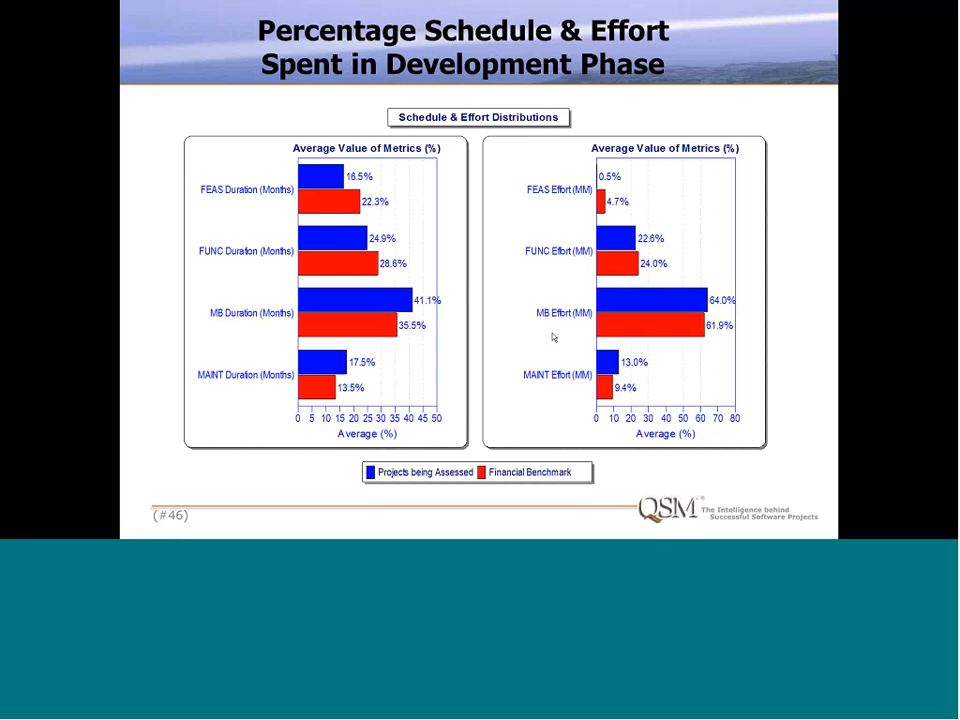 Percentage Schedule & Effort
Spent in Development Phase
Schedule & Effort Distributions
Average Value of Metrics (%)
FEAS Duration (Months)
16.5%
22.3%
FUNC Duration (Months)
24.9%
28.6%
MB Duration (Months)
41.1%
35.5%
MAINT Duration (Months)
17.5%
13.5%
0 5 10 15 20 25 30 35 40 45 50
Average (%)
Average Value of Metrics (%)
FEAS Effort (MM)
0.5%
4.7%
FUNC Effort (MM)
22.6%
24.0%
MB Effort (MM)
64.0%
61.9%
MAINT Effort (MM)
13.0%
9.4%
0 10 20 30 40 50 60 70 80
Average (%)
Projects being Assessed Financial Benchmark
(#46)
QSM®
The Intelligence behind
Successful Software Projects